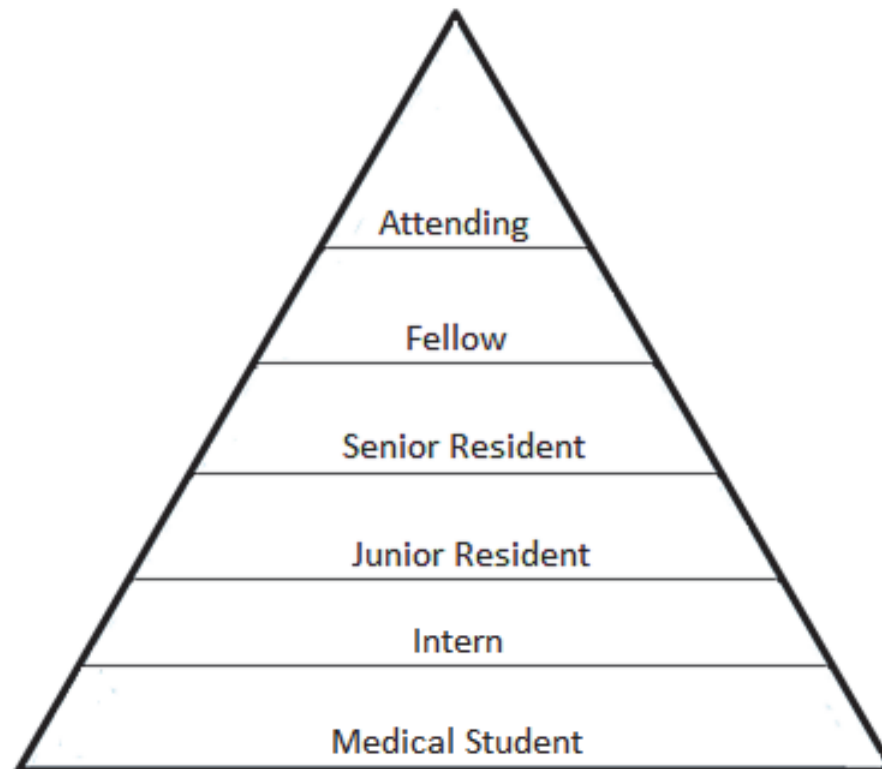 Attending
Fellow
Senior Resident
Junior Resident
Intern
Medical Student